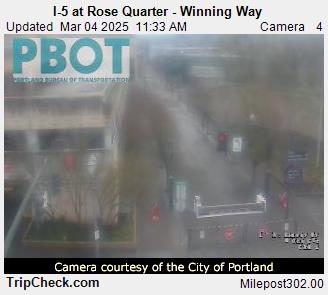 I-5 at Rose Quarter - Winning Way
Updated Mar 04 2025 11:33 AM Camera 4
PBOT
PORTLAND BUREAU OF TRANSPORTATION
Camera courtesy of the City of Portland
TripCheck.com Milepost302.00